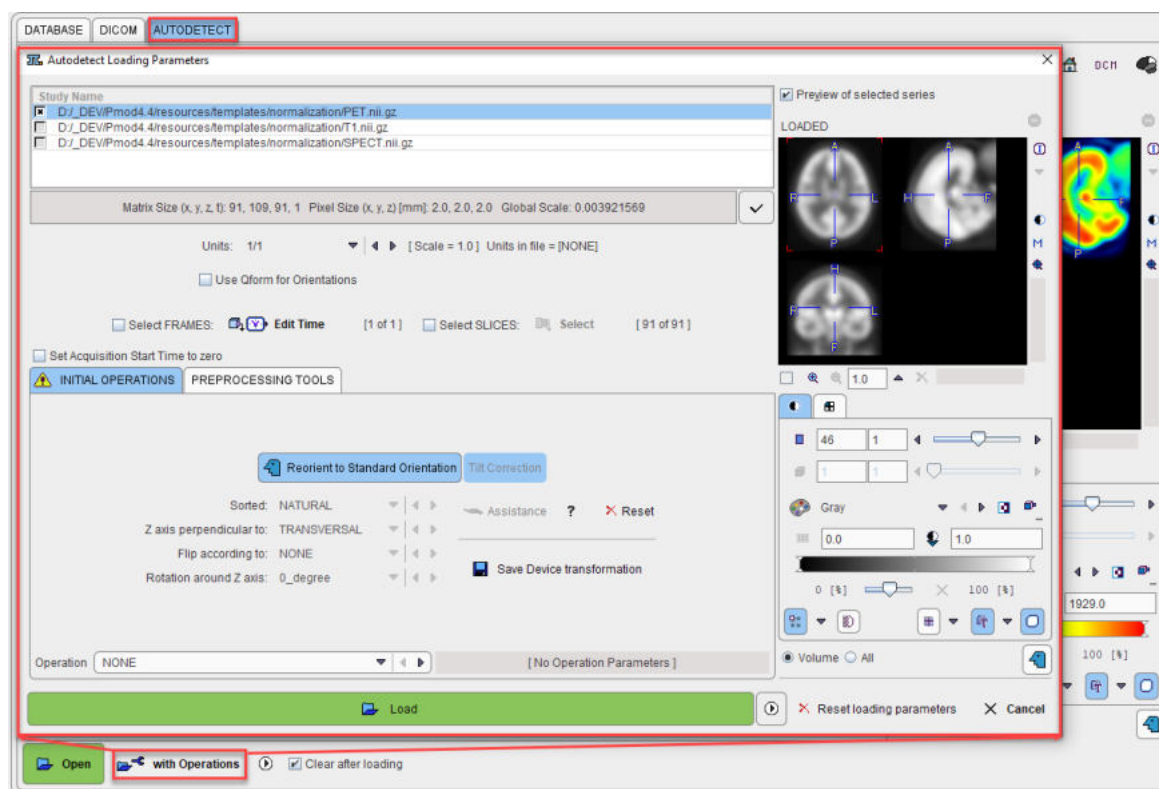 DATABASE DICOM AUTODETECT
Autodetect Loading Parameters
DCM
Study Name
D:/_DEV/Pmod4.4/resources/templates/normalization/PET.nii.gz
D:/_DEV/Pmod4.4/resources/templates/normalization/T1.nii.gz
D:/_DEV/Pmod4.4/resources/templates/normalization/SPECT.nii.gz
Preview of selected series
LOADED
A A A
R L H F
P P P
H
R L
F
M M
Matrix Size (x, y, z, t): 91, 109, 91, 1 Pixel Size (x, y, z) [mm]: 2.0, 2.0, 2.0 Global Scale: 0.003921569
Units: 1/1 [ Scale = 1.0 ] Units in file = [NONE]
Use Qform for Orientations
Select FRAMES: Edit Time [1 of 1] Select SLICES: Select [91 of 91]
Set Acquisition Start Time to zero
INITIAL OPERATIONS PREPROCESSING TOOLS
1.0
46 1
1 1
Reorient to Standard Orientation Tilt Correction
Sorted: NATURAL
Assistance ? Reset
Z axis perpendicular to: TRANSVERSAL
Flip according to: NONE
Rotation around Z axis: 0_degree
Save Device transformation
Gray
0.0 1.0
0 [%] 100 [%]
1929.0
100 [%]
Operation NONE [ No Operation Parameters ]
Volume All
Load
Reset loading parameters Cancel
Open with Operations Clear after loading